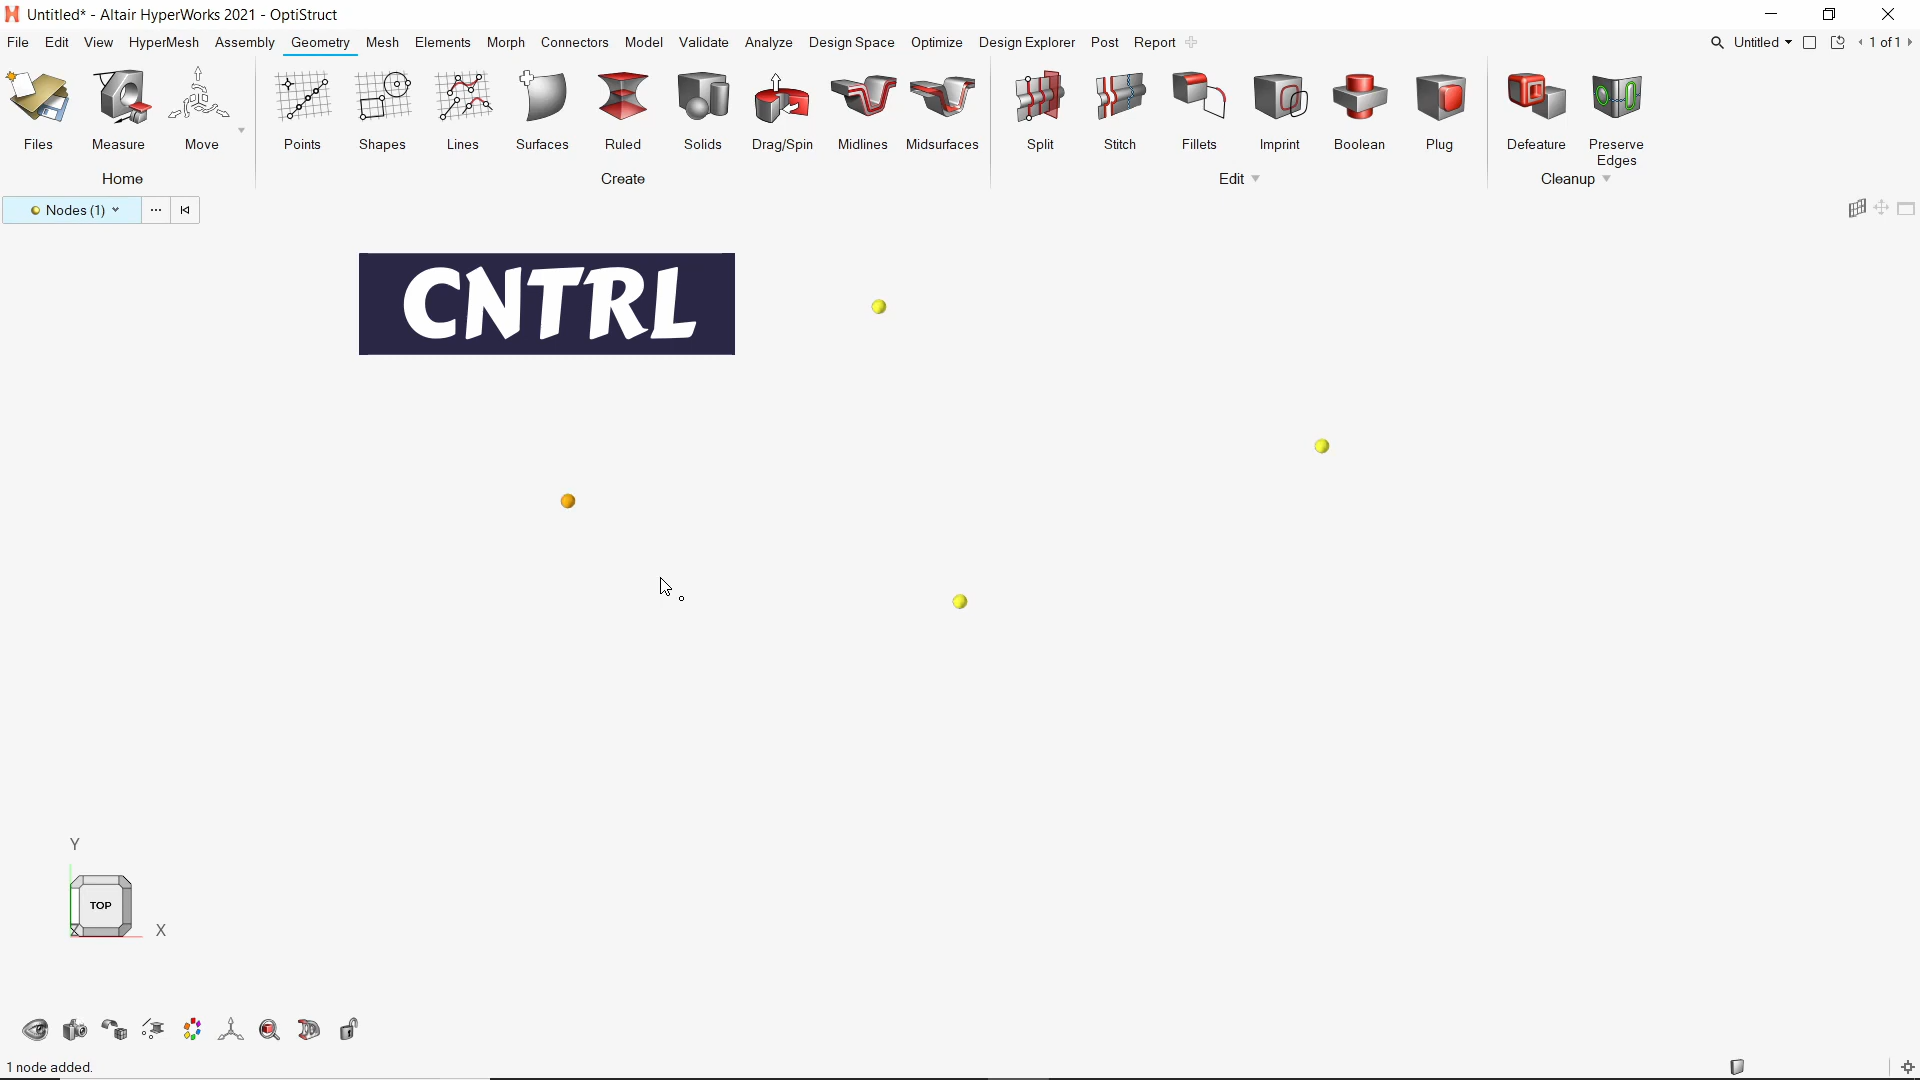 Untitled* - Altair HyperWorks 2021 - OptiStruct
File Edit View HyperMesh Assembly Geometry Mesh Elements Morph Connectors Model Validate Analyze Design Space Optimize Design Explorer Post Report Untitled 1 of 1
Files Measure Move Points Shapes Lines Surfaces Ruled Solids Drag/Spin Midlines Midsurfaces Split Stitch Fillets Imprint Boolean Plug Defeature Preserve Edges
Home Create Edit Cleanup
Nodes (1)
CNTRL
Y
TOP
X
Z
1 node added.